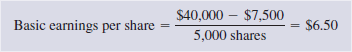 Basic earnings per share = $40,000 – $7,500 / 5,000 shares = $6.50